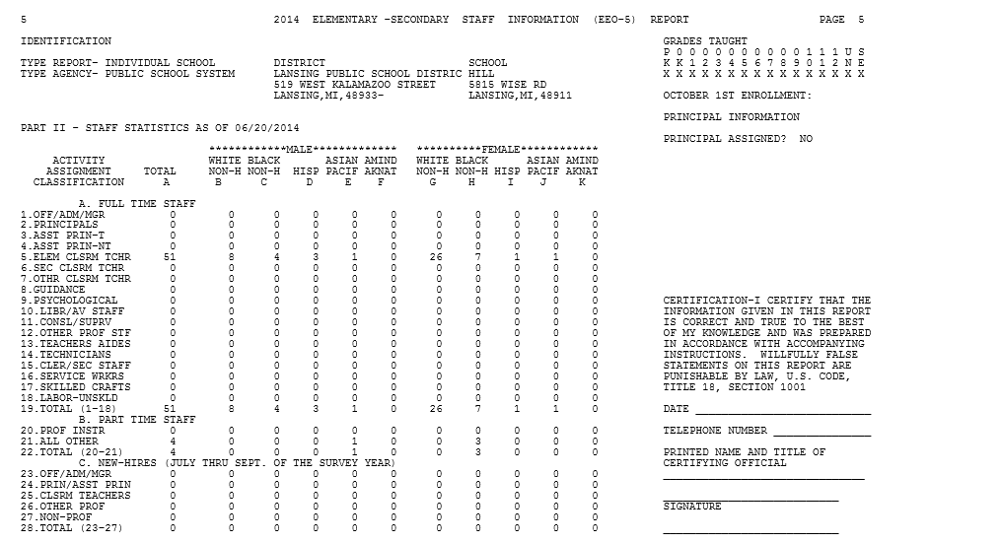 5 2014 ELEMENTARY -SECONDARY STAFF INFORMATION (EEO-5) REPORT PAGE 5
IDENTIFICATION GRADES TAUGHT
P 0 0 0 0 0 0 0 0 0 1 1 1 U S
TYPE REPORT- INDIVIDUAL SCHOOL DISTRICT SCHOOL K K 1 2 3 4 5 6 7 8 9 0 1 2 N E
TYPE AGENCY- PUBLIC SCHOOL SYSTEM LANSING PUBLIC SCHOOL DISTRIC HILL X X X X X X X X X X X X X X X X
519 WEST KALAMAZOO STREET 5815 WISE RD
LANSING,MI,48933- LANSING,MI,48911 OCTOBER 1ST ENROLLMENT:
PRINCIPAL INFORMATION
PART II - STAFF STATISTICS AS OF 06/20/2014
PRINCIPAL ASSIGNED? NO
************MALE************* **********FEMALE************
ACTIVITY WHITE BLACK ASIAN AMIND WHITE BLACK ASIAN AMIND
ASSIGNMENT TOTAL NON-H NON-H HISP PACIF AKNAT NON-H NON-H HISP PACIF AKNAT
CLASSIFICATION A B C D E F G H I J K
A. FULL TIME STAFF
1.OFF/ADM/MGR 0 0 0 0 0 0 0 0 0 0 0
2.PRINCIPALS 0 0 0 0 0 0 0 0 0 0 0
3.ASST PRIN-T 0 0 0 0 0 0 0 0 0 0 0
4.ASST PRIN-NT 0 0 0 0 0 0 0 0 0 0 0
5.ELEM CLSRM TCHR 51 8 4 3 1 0 26 7 1 1 0
6.SEC CLSRM TCHR 0 0 0 0 0 0 0 0 0 0 0
7.OTHR CLSRM TCHR 0 0 0 0 0 0 0 0 0 0 0
8.GUIDANCE 0 0 0 0 0 0 0 0 0 0 0
9.PSYCHOLOGICAL 0 0 0 0 0 0 0 0 0 0 0 CERTIFICATION-I CERTIFY THAT THE
10.LIBR/AV STAFF 0 0 0 0 0 0 0 0 0 0 0 INFORMATION GIVEN IN THIS REPORT
11.CONSL/SUPRV 0 0 0 0 0 0 0 0 0 0 0 IS CORRECT AND TRUE TO THE BEST
12.OTHER PROF STF 0 0 0 0 0 0 0 0 0 0 0 OF MY KNOWLEDGE AND WAS PREPARED
13.TEACHERS AIDES 0 0 0 0 0 0 0 0 0 0 0 IN ACCORDANCE WITH ACCOMPANYING
14.TECHNICIANS 0 0 0 0 0 0 0 0 0 0 0 INSTRUCTIONS. WILLFULLY FALSE
15.CLER/SEC STAFF 0 0 0 0 0 0 0 0 0 0 0 STATEMENTS ON THIS REPORT ARE
16.SERVICE WRKRS 0 0 0 0 0 0 0 0 0 0 0 PUNISHABLE BY LAW, U.S. CODE,
17.SKILLED CRAFTS 0 0 0 0 0 0 0 0 0 0 0 TITLE 18, SECTION 1001
18.LABOR-UNSKLD 0 0 0 0 0 0 0 0 0 0 0
19.TOTAL (1-18) 51 8 4 3 1 0 26 7 1 1 0 DATE
B. PART TIME STAFF
20.PROF INSTR 0 0 0 0 0 0 0 0 0 0 0 TELEPHONE NUMBER
21.ALL OTHER 4 0 0 0 1 0 0 3 0 0 0
22.TOTAL (20-21) 4 0 0 0 1 0 0 3 0 0 0 PRINTED NAME AND TITLE OF
C. NEW-HIRES (JULY THRU SEPT. OF THE SURVEY YEAR) CERTIFYING OFFICIAL
23.OFF/ADM/MGR 0 0 0 0 0 0 0 0 0 0 0
24.PRIN/ASST PRIN 0 0 0 0 0 0 0 0 0 0 0
25.CLSRM TEACHERS 0 0 0 0 0 0 0 0 0 0 0
26.OTHER PROF 0 0 0 0 0 0 0 0 0 0 0 SIGNATURE
27.NON-PROF 0 0 0 0 0 0 0 0 0 0 0
28.TOTAL (23-27) 0 0 0 0 0 0 0 0 0 0 0